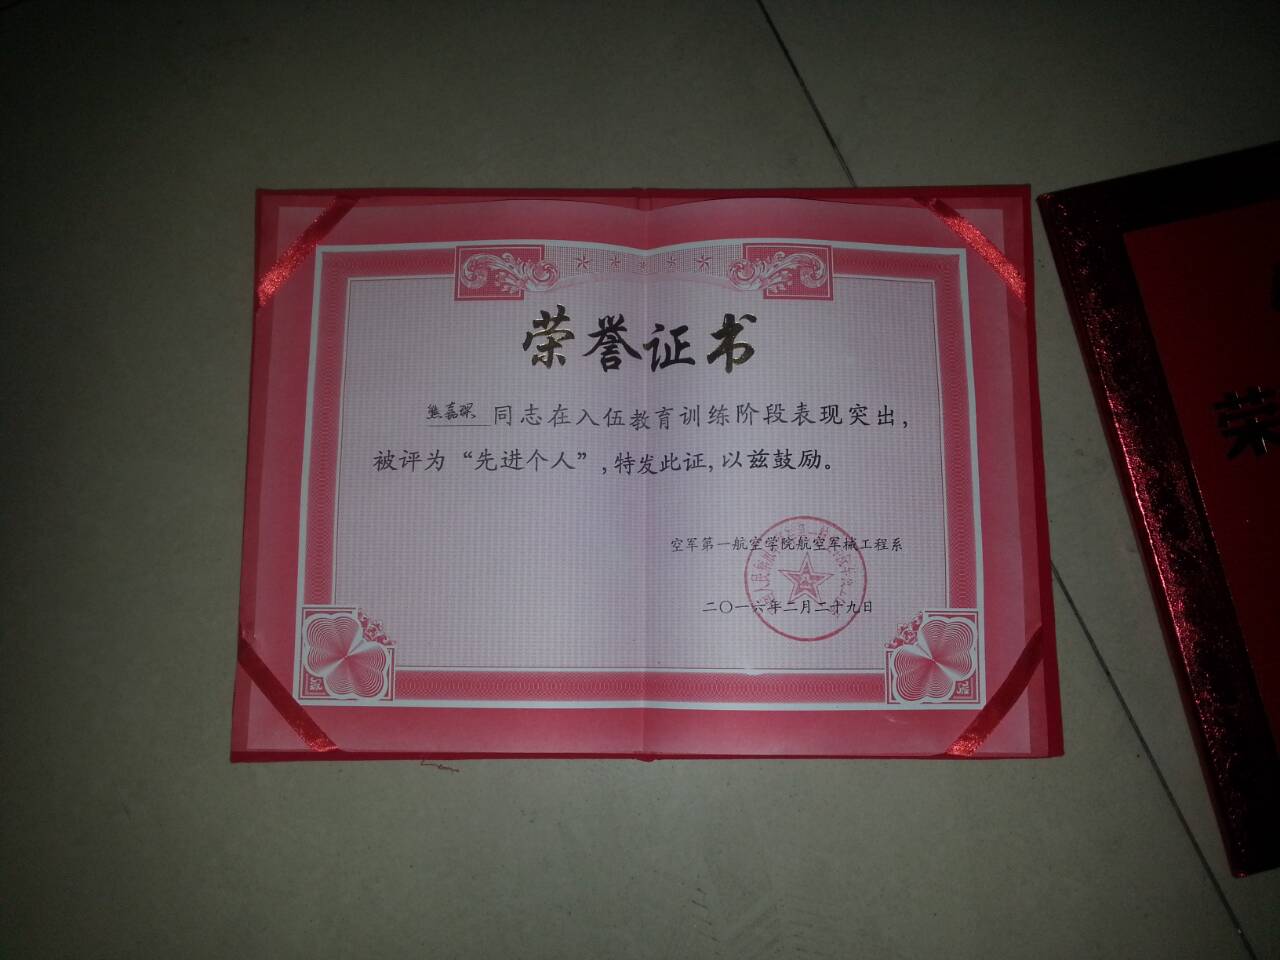 荣誉证书
熊嘉琛同志在入伍教育训练阶段表现突出，
被评为“先进个人”，特发此证，以兹鼓励。
空军第一航空学院航空军械工程系
二〇一六年二月二十九日
荣